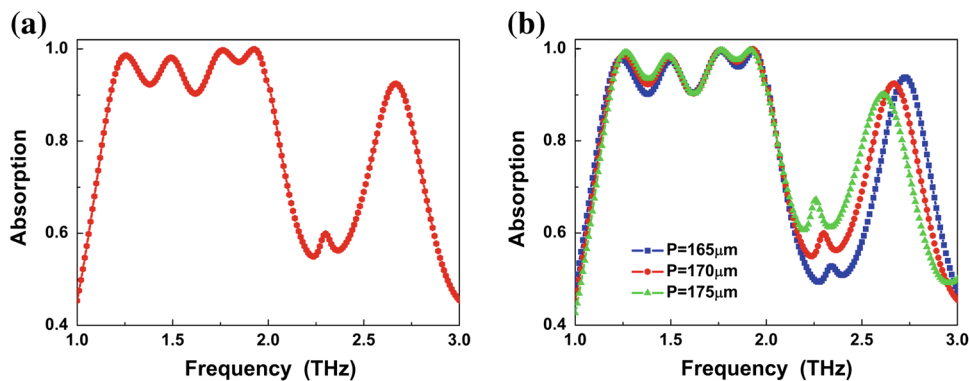 (a)
1.0
0.8
0.6
0.4
Absorption
1.0
1.5
2.0
2.5
3.0
Frequency (THz)
(b)
1.0
0.8
0.6
0.4
Absorption
P=165μm
P=170μm
P=175μm
1.0
1.5
2.0
2.5
3.0
Frequency (THz)